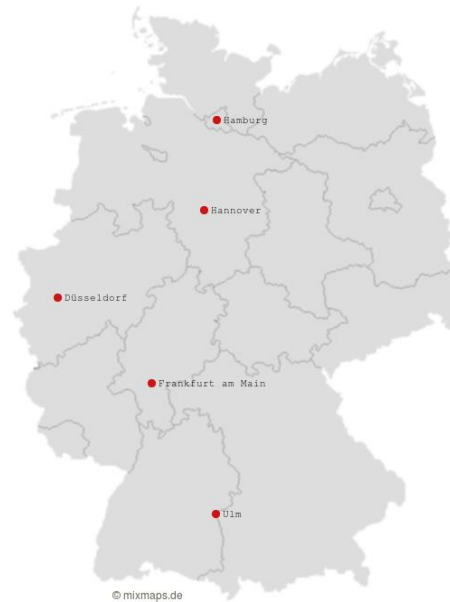 Hamburg
Hannover
Düsseldorf
Frankfurt am Main
Ulm
© mixmaps.de